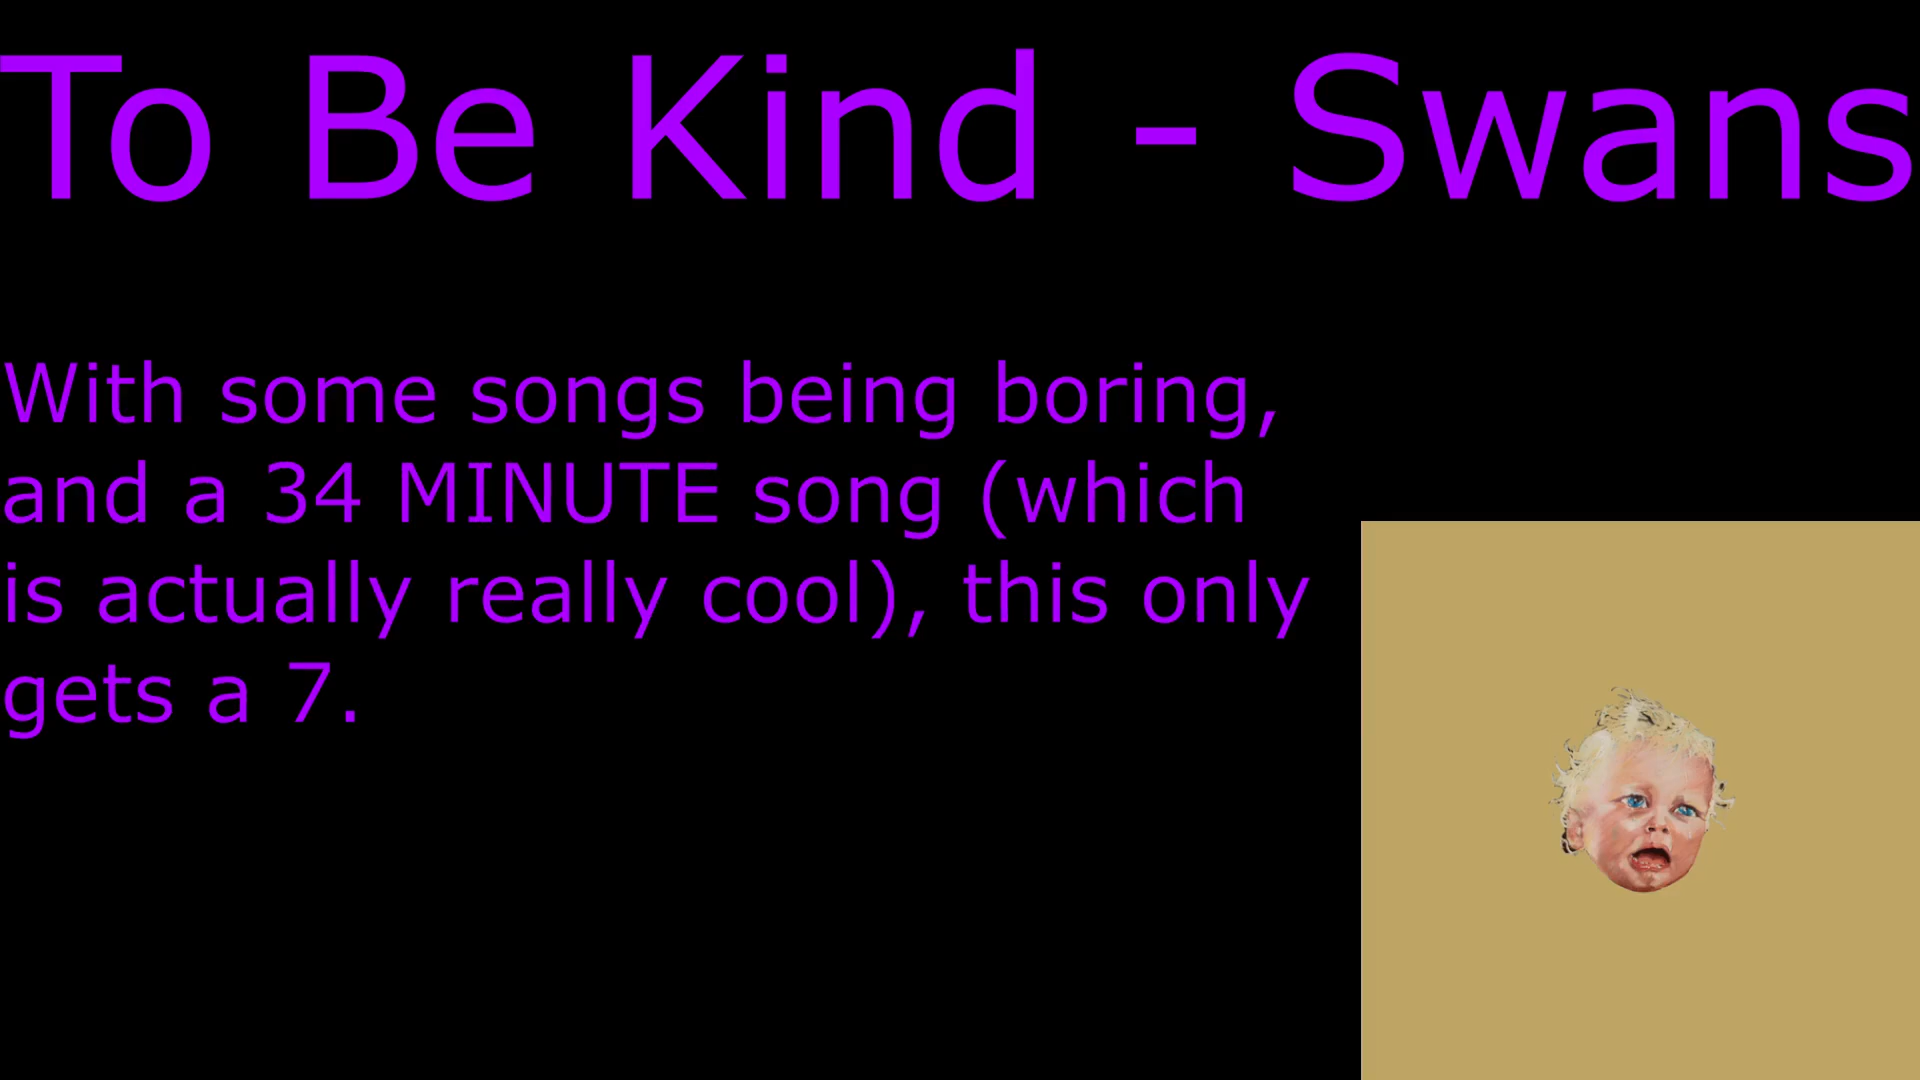 To Be Kind - Swans
With some songs being boring,
and a 34 MINUTE song (which
is actually really cool), this only
gets a 7.